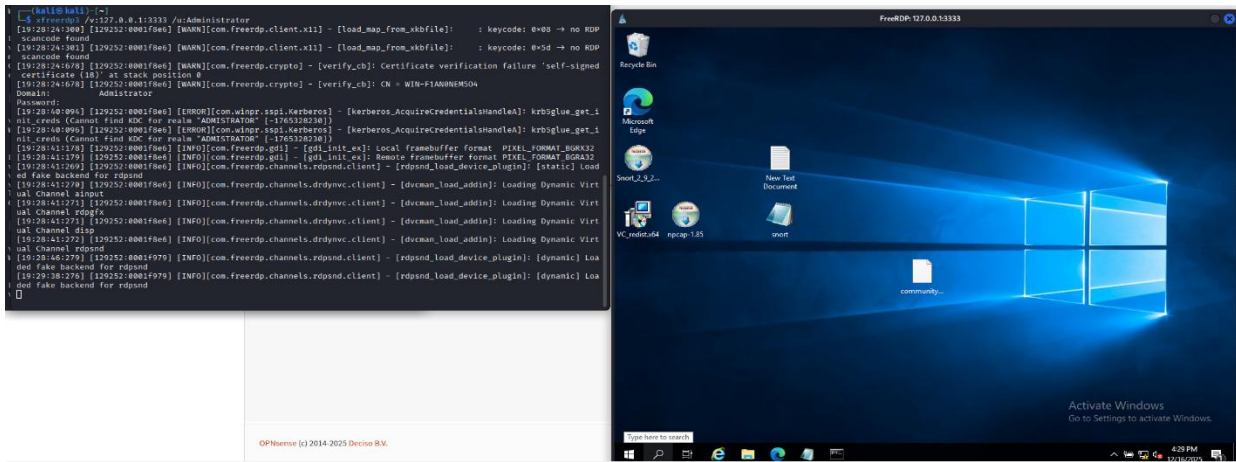 (kali㉿kali)-[~]
$ xfreerdp3 /v:127.0.0.1:3333 /u:Administrator
[19:28:24:300] [129252:0001f8e6] [WARN][com.freerdp.client.x11] - [load_map_from_xkbfile]:     : keycode: 0×08 → no RDP
scancode found
[19:28:24:301] [129252:0001f8e6] [WARN][com.freerdp.client.x11] - [load_map_from_xkbfile]:     : keycode: 0×5d → no RDP
scancode found
[19:28:24:678] [129252:0001f8e6] [WARN][com.freerdp.crypto] - [verify_cb]: Certificate verification failure 'self-signed
certificate (18)' at stack position 0
[19:28:24:678] [129252:0001f8e6] [WARN][com.freerdp.crypto] - [verify_cb]: CN = WIN-F1AN0NEM5O4
Domain:          Admistrator
Password:
[19:28:40:094] [129252:0001f8e6] [ERROR][com.winpr.sspi.Kerberos] - [kerberos_AcquireCredentialsHandleA]: krb5glue_get_i
nit_creds (Cannot find KDC for realm "ADMISTRATOR" [-1765328230])
[19:28:40:096] [129252:0001f8e6] [ERROR][com.winpr.sspi.Kerberos] - [kerberos_AcquireCredentialsHandleA]: krb5glue_get_i
nit_creds (Cannot find KDC for realm "ADMISTRATOR" [-1765328230])
[19:28:41:178] [129252:0001f8e6] [INFO][com.freerdp.gdi] - [gdi_init_ex]: Local framebuffer format  PIXEL_FORMAT_BGRX32
[19:28:41:179] [129252:0001f8e6] [INFO][com.freerdp.gdi] - [gdi_init_ex]: Remote framebuffer format PIXEL_FORMAT_BGRA32
[19:28:41:269] [129252:0001f8e6] [INFO][com.freerdp.channels.rdpsnd.client] - [rdpsnd_load_device_plugin]: [static] Load
ed fake backend for rdpsnd
[19:28:41:270] [129252:0001f8e6] [INFO][com.freerdp.channels.drdynvc.client] - [dvcman_load_addin]: Loading Dynamic Virt
ual Channel ainput
[19:28:41:271] [129252:0001f8e6] [INFO][com.freerdp.channels.drdynvc.client] - [dvcman_load_addin]: Loading Dynamic Virt
ual Channel rdpgfx
[19:28:41:271] [129252:0001f8e6] [INFO][com.freerdp.channels.drdynvc.client] - [dvcman_load_addin]: Loading Dynamic Virt
ual Channel disp
[19:28:41:272] [129252:0001f8e6] [INFO][com.freerdp.channels.drdynvc.client] - [dvcman_load_addin]: Loading Dynamic Virt
ual Channel rdpsnd
[19:28:46:279] [129252:0001f979] [INFO][com.freerdp.channels.rdpsnd.client] - [rdpsnd_load_device_plugin]: [dynamic] Loa
ded fake backend for rdpsnd
[19:29:38:276] [129252:0001f979] [INFO][com.freerdp.channels.rdpsnd.client] - [rdpsnd_load_device_plugin]: [dynamic] Loa
ded fake backend for rdpsnd
OPNsense (c) 2014-2025 Deciso B.V.
FreeRDP: 127.0.0.1:3333
Recycle Bin
Microsoft
Edge
Snort_2_9_2...
New Text
Document
VC_redist.x64
npcap-1.85
snort
community...
Activate Windows
Go to Settings to activate Windows.
Type here to search
4:29 PM
12/16/2025